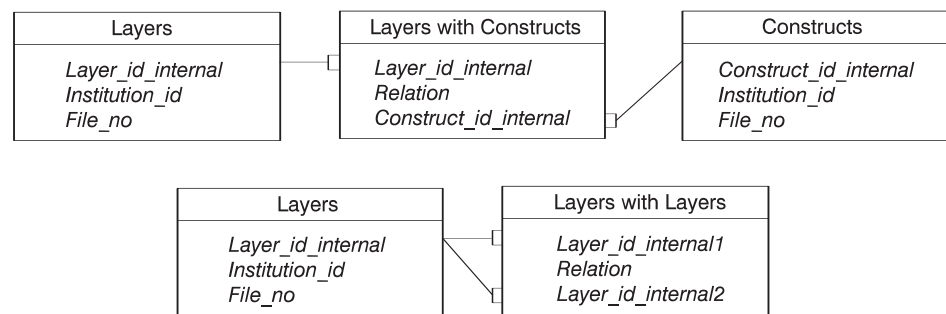 Layers
Layer_id_internal
Institution_id
File_no
Layers with Constructs
Layer_id_internal
Relation
Construct_id_internal
Constructs
Construct_id_internal
Institution_id
File_no
Layers
Layer_id_internal
Institution_id
File_no
Layers with Layers
Layer_id_internal1
Relation
Layer_id_internal2